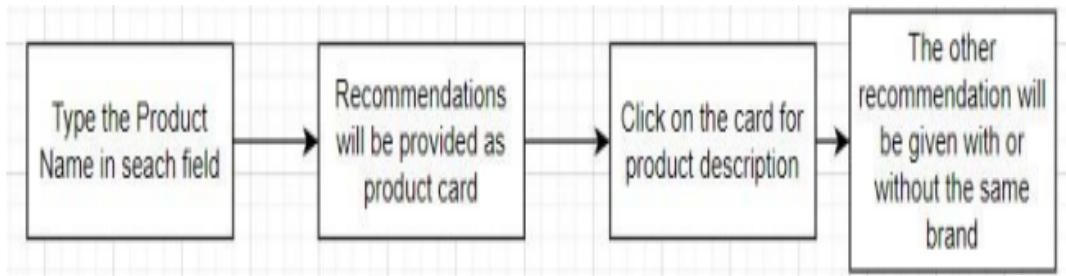 Type the Product
Name in seach field
Recommendations
will be provided as
product card
Click on the card for
product description
The other
recommendation will
be given with or
without the same
brand